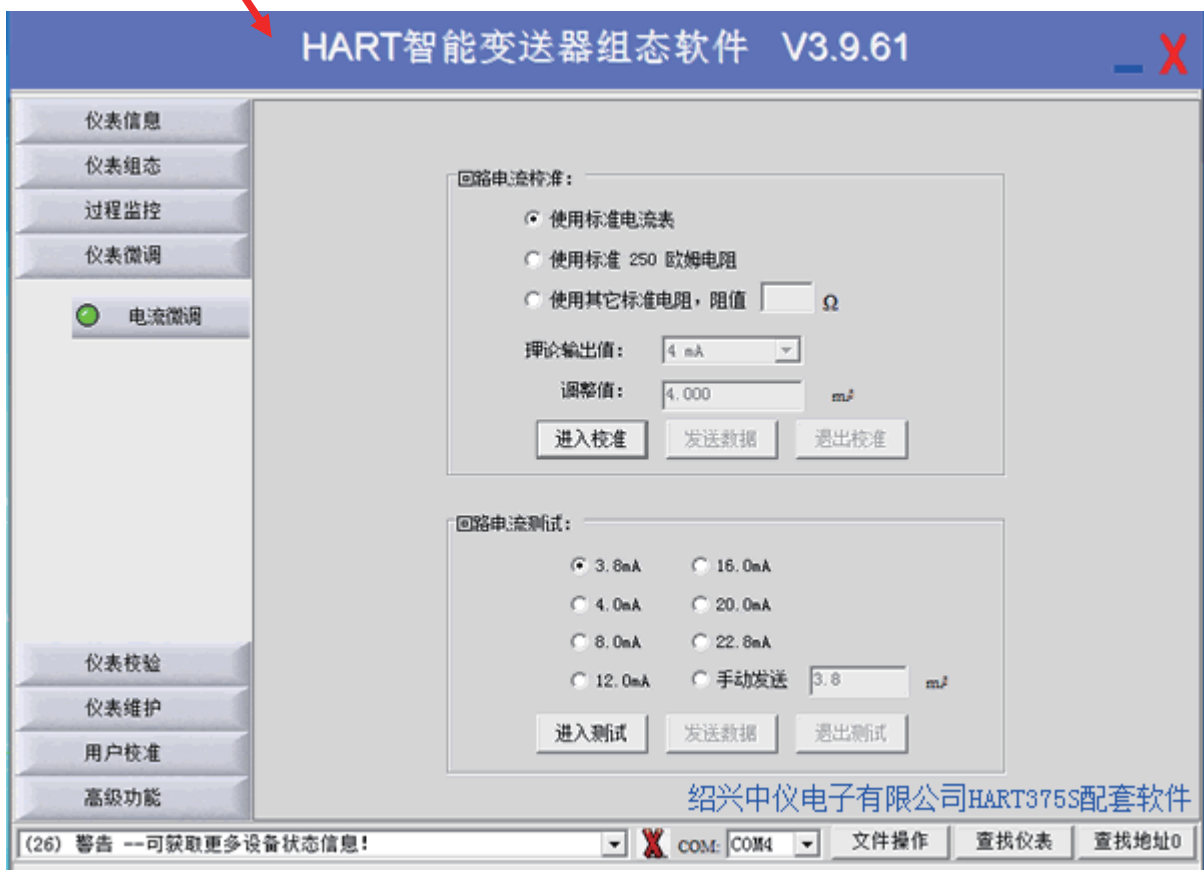 HART智能变送器组态软件 V3.9.61
仪表信息
仪表组态
过程监控
仪表微调
电流微调
仪表校验
仪表维护
用户校准
高级功能
回路电流校准:
使用标准电流表
使用标准 250 欧姆电阻
使用其它标准电阻,阻值 Ω
理论输出值: 4 mA
调整值: 4.000
进入校准 发送数据 退出校准
回路电流测试:
3.8mA 16.0mA
4.0mA 20.0mA
8.0mA 22.8mA
12.0mA 手动发送 3.8
进入测试 发送数据 退出测试
绍兴中仪电子有限公司HART375S配套软件
(26) 警告 --可获取更多设备状态信息! COM: COM4 文件操作 查找仪表 查找地址0